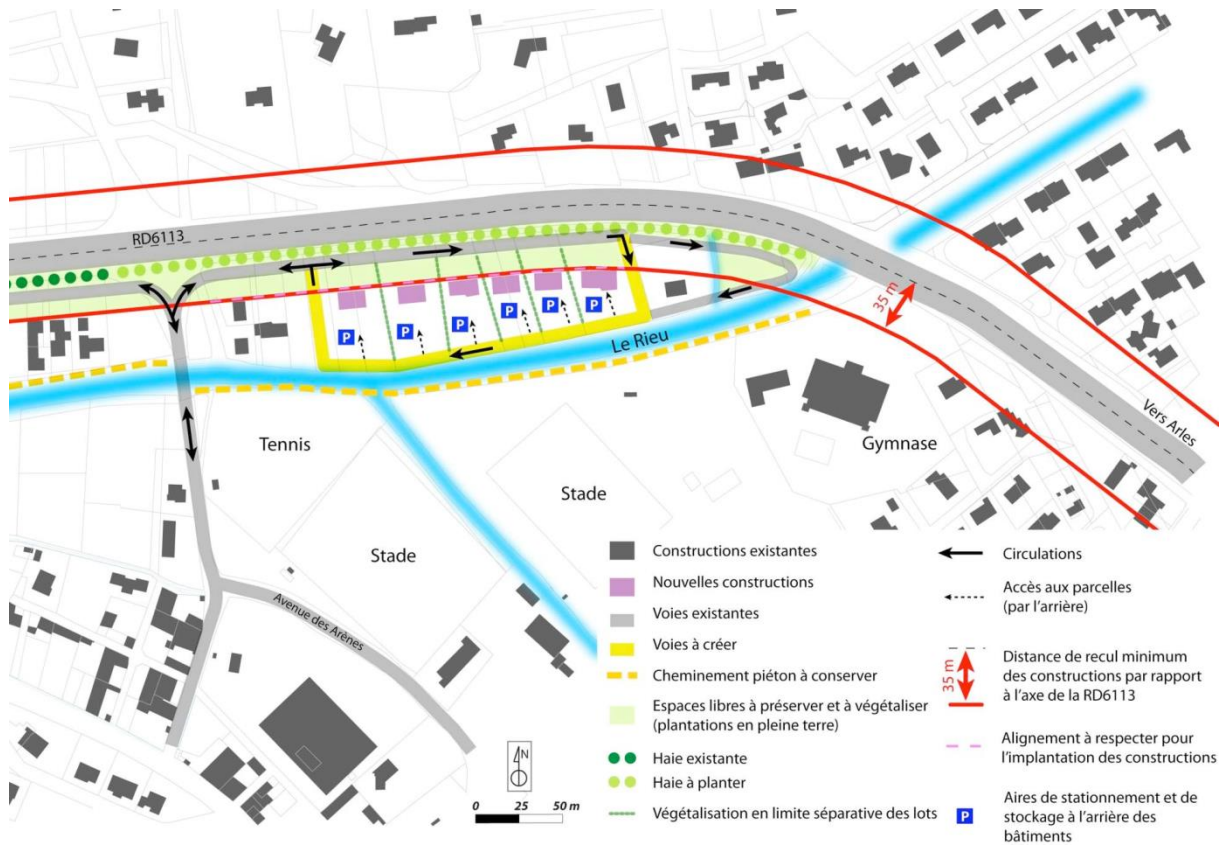 RD6113
P
P
P
P
P
P
35 m
Le Rieu
Vers Arles
Tennis
Gymnase
Stade
Stade
Avenue des Arènes
N
0 25 50 m
Constructions existantes
Nouvelles constructions
Voies existantes
Voies à créer
Cheminement piéton à conserver
Espaces libres à préserver et à végétaliser
(plantations en pleine terre)
Haie existante
Haie à planter
Végétalisation en limite séparative des lots
Circulations
Accès aux parcelles
(par l'arrière)
35 m
Distance de recul minimum
des constructions par rapport
à l'axe de la RD6113
Alignement à respecter pour
l'implantation des constructions
P
Aires de stationnement et de
stockage à l'arrière des
bâtiments